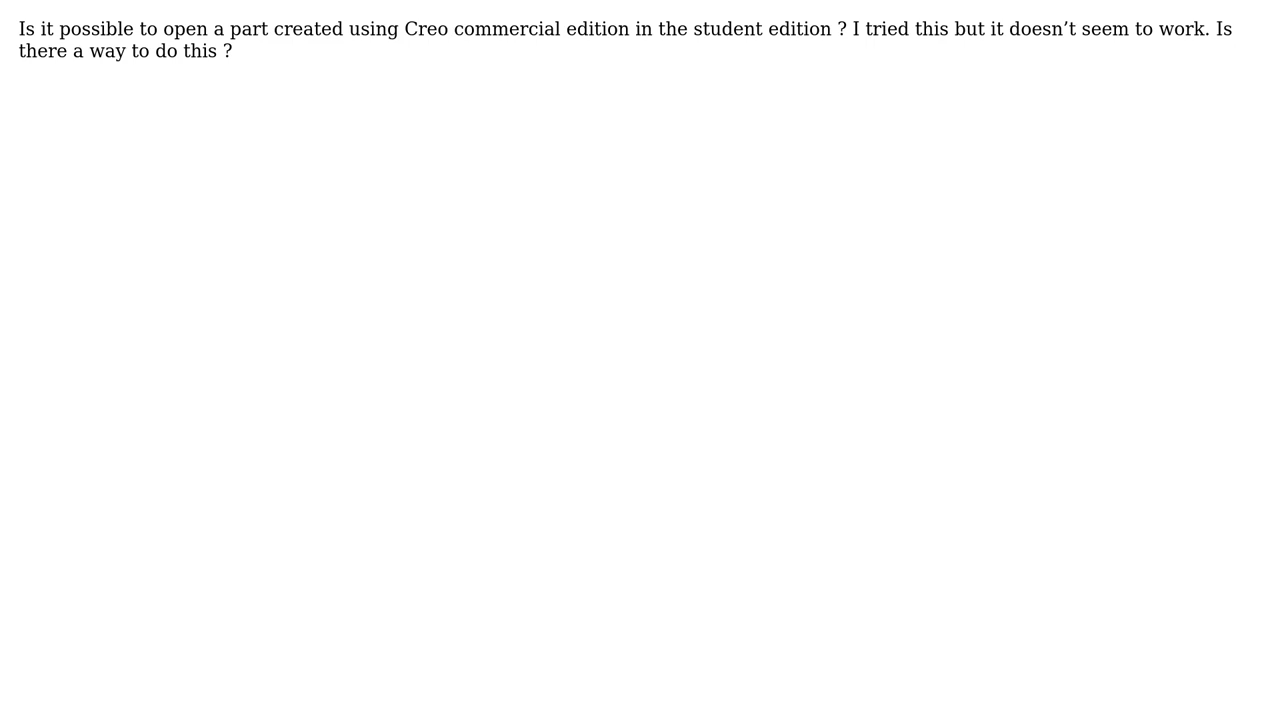 Is it possible to open a part created using Creo commercial edition in the student edition ? I tried this but it doesn’t seem to work. Is
there a way to do this ?